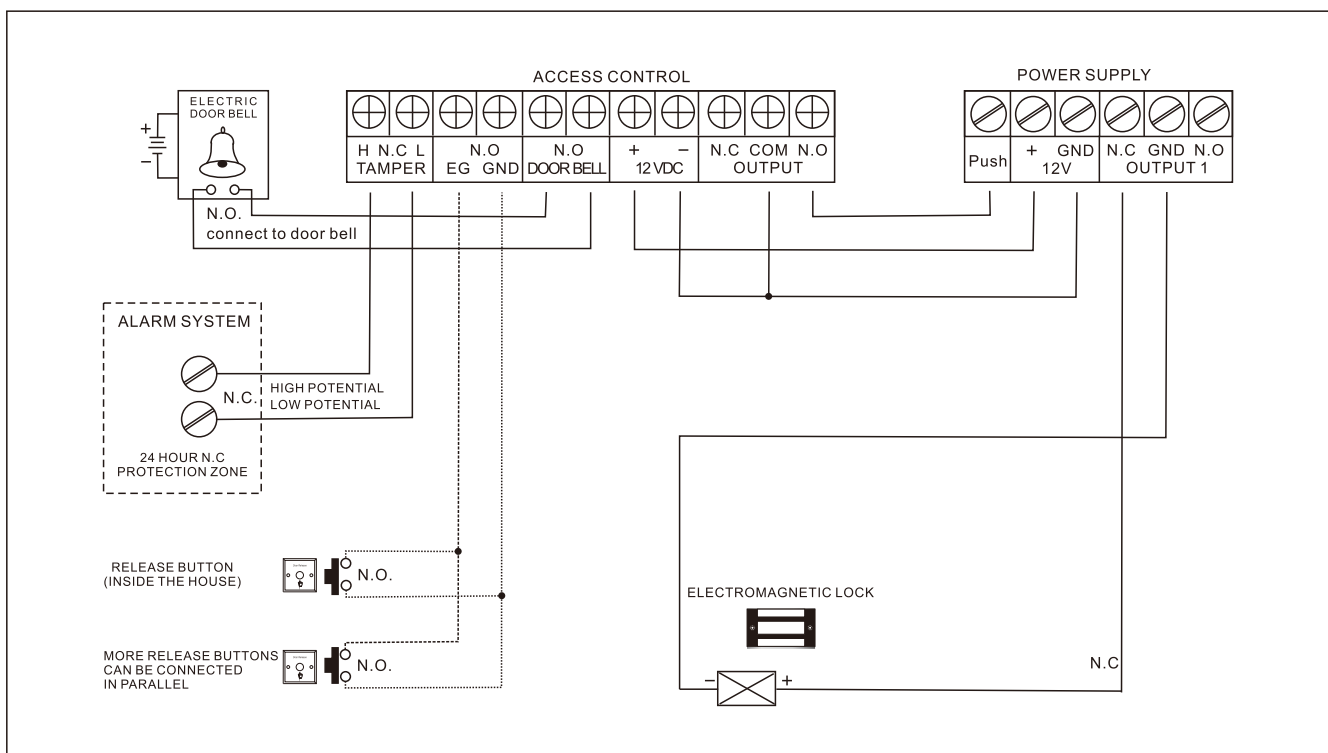 ACCESS CONTROL
POWER SUPPLY
ELECTRIC
DOOR BELL
+
−
H N.C L
TAMPER
N.O
EG GND
N.O
DOOR BELL
+ −
12 VDC
N.C COM N.O
OUTPUT
Push
+ GND
12V
N.C GND N.O
OUTPUT 1
N.O.
connect to door bell
ALARM SYSTEM
N.C.
HIGH POTENTIAL
LOW POTENTIAL
24 HOUR N.C
PROTECTION ZONE
RELEASE BUTTON
(INSIDE THE HOUSE)
N.O.
MORE RELEASE BUTTONS
CAN BE CONNECTED
IN PARALLEL
N.O.
ELECTROMAGNETIC LOCK
N.C
− +